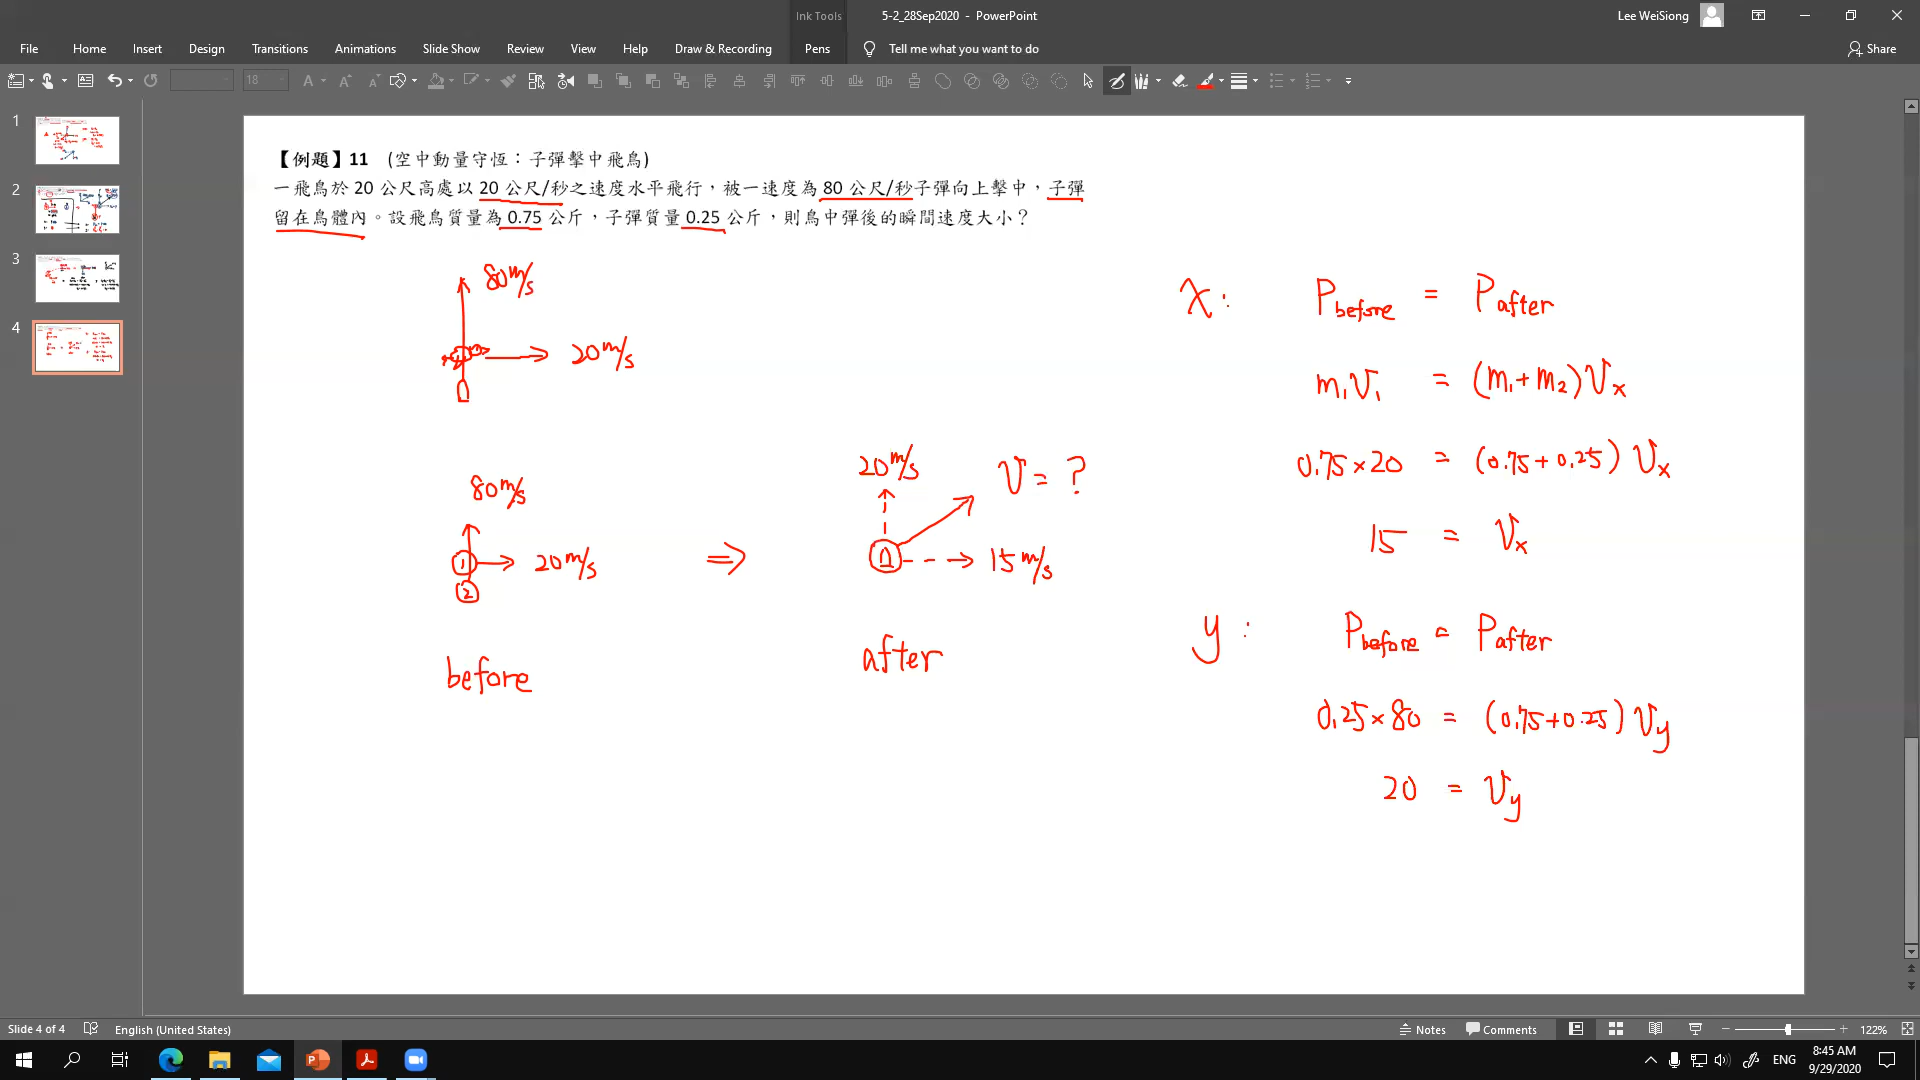 Ink Tools
5-2_28Sep2020 - PowerPoint
Lee WeiSiong
File Home Insert Design Transitions Animations Slide Show Review View Help Draw & Recording Pens Tell me what you want to do Share
18
1
2
3
4
【例題】11 (空中動量守恆：子彈擊中飛鳥)
一飛鳥於 20 公尺高處以 20 公尺/秒之速度水平飛行，被一速度為 80 公尺/秒子彈向上擊中，子彈
留在鳥體內。設飛鳥質量為 0.75 公斤，子彈質量 0.25 公斤，則鳥中彈後的瞬間速度大小？
80 m/s
20 m/s
80 m/s
1
20 m/s
2
before
⇒
20 m/s
V = ?
15 m/s
after
x: P before = P after
m₁V₁ = (m₁+m₂)Vx
0.75×20 = (0.75+0.25) Vx
15 = Vx
y: P before = P after
0.25×80 = (0.75+0.25) Vy
20 = Vy
Slide 4 of 4 English (United States) Notes Comments 122%
ENG
8:45 AM
9/29/2020